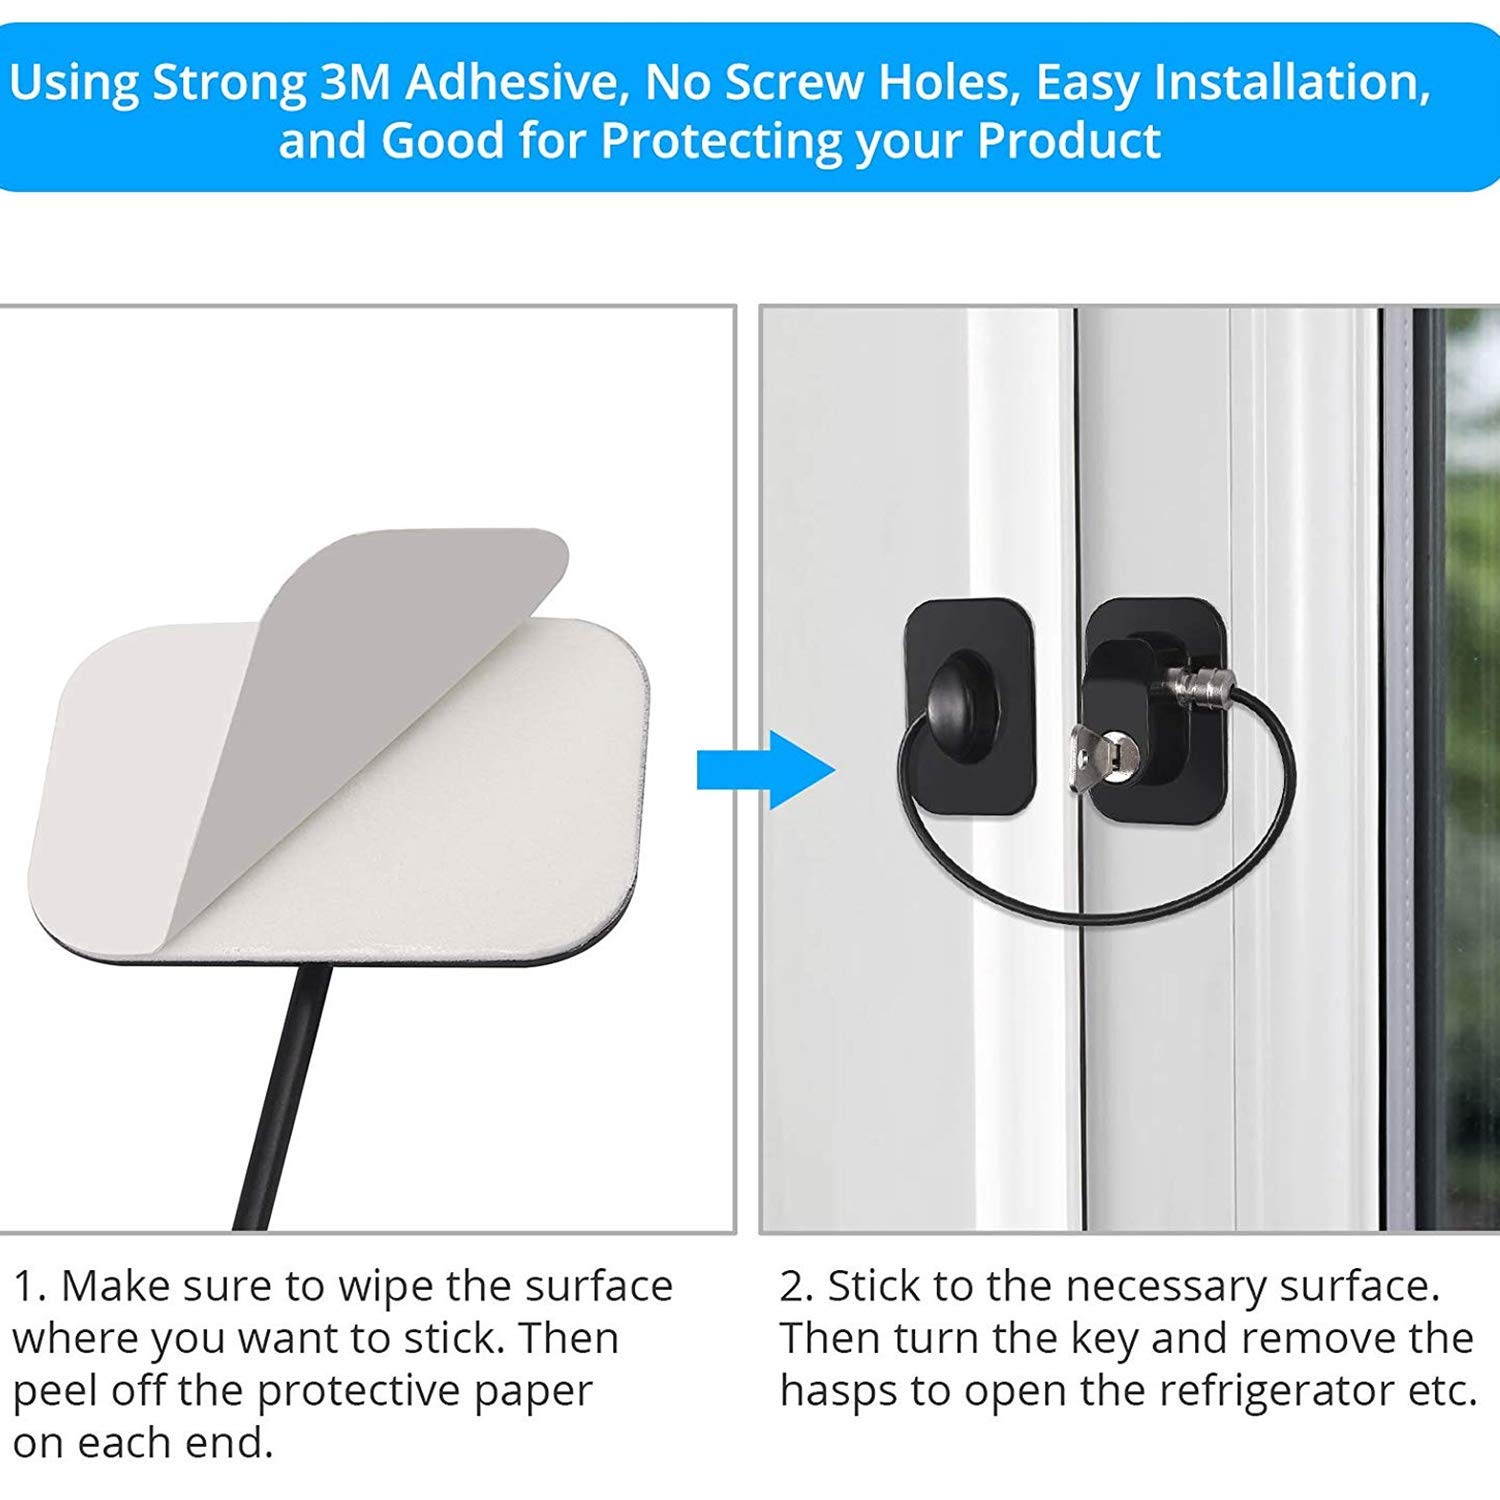 Using Strong 3M Adhesive, No Screw Holes, Easy Installation,
and Good for Protecting your Product
1. Make sure to wipe the surface
where you want to stick. Then
peel off the protective paper
on each end.
2. Stick to the necessary surface.
Then turn the key and remove the
hasps to open the refrigerator etc.